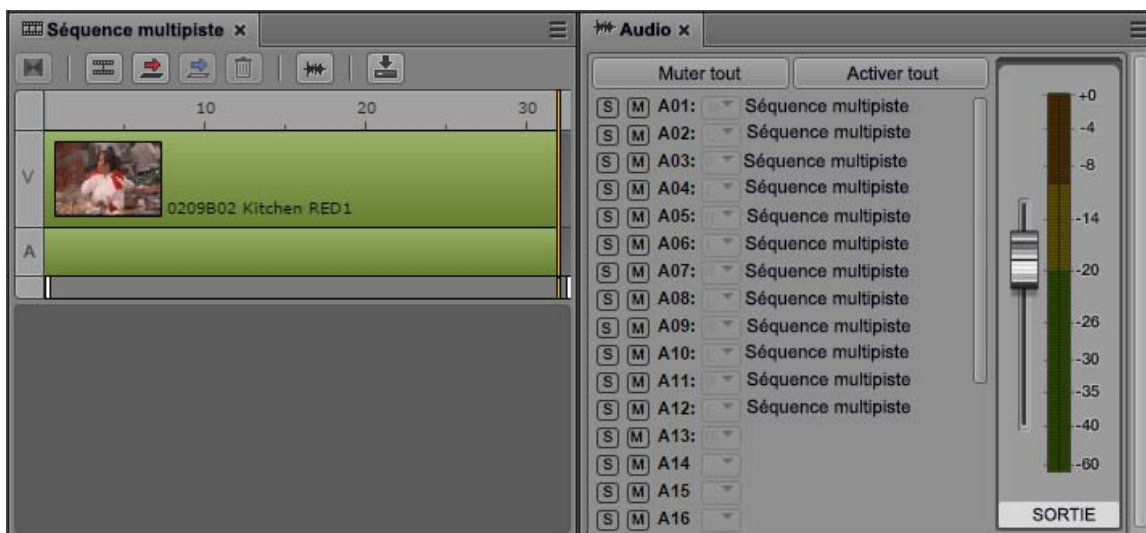 Séquence multipiste x
10 20 30
V
0209B02 Kitchen RED1
A
Audio x
Muter tout Activer tout
S M A01: Séquence multipiste
S M A02: Séquence multipiste
S M A03: Séquence multipiste
S M A04: Séquence multipiste
S M A05: Séquence multipiste
S M A06: Séquence multipiste
S M A07: Séquence multipiste
S M A08: Séquence multipiste
S M A09: Séquence multipiste
S M A10: Séquence multipiste
S M A11: Séquence multipiste
S M A12: Séquence multipiste
S M A13:
S M A14
S M A15
S M A16
+0
-4
-8
-14
-20
-26
-30
-35
-40
-60
SORTIE